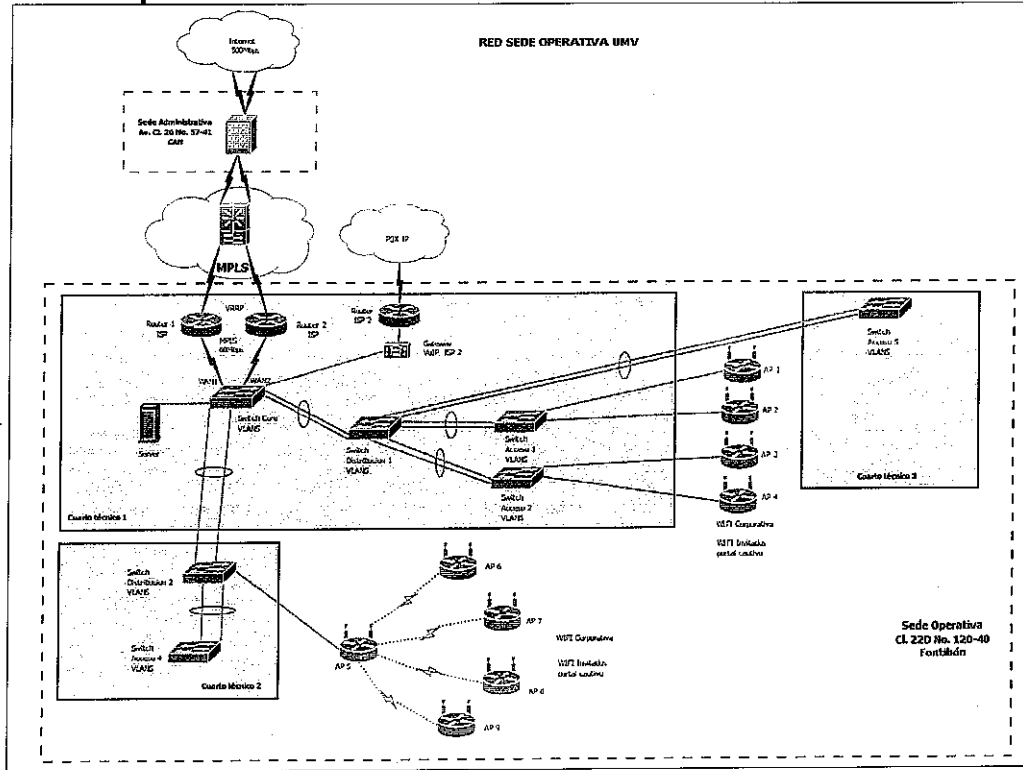 RED SEDE OPERATIVA UMV
Internet
500Mbps
Sede Administrativa
Av. CL 26 No. 57-41
CAN
MPLS
PBX IP
VRRP
Router 1
ISP
Router 2
ISP
MPLS
60Mbps
Router
ISP 2
Gateway
VoIP ISP 2
WAN1
WAN2
Switch Core
VLANS
Server
Switch
Distribucion 1
VLANS
Switch
Acceso 3
VLANS
Switch
Acceso 2
VLANS
Switch
Acceso 5
VLANS
AP 1
AP 2
AP 3
AP 4
WIFI Corporativa
WIFI Invitados
portal cautivo
Cuarto técnico 3
Cuarto técnico 1
Switch
Distribucion 2
VLANS
Switch
Acceso 4
VLANS
Cuarto técnico 2
AP 5
AP 6
AP 7
WIFI Corporativa
WIFI Invitados
portal cautivo
AP 8
AP 9
Sede Operativa
CL 22D No. 120-40
Fontibón